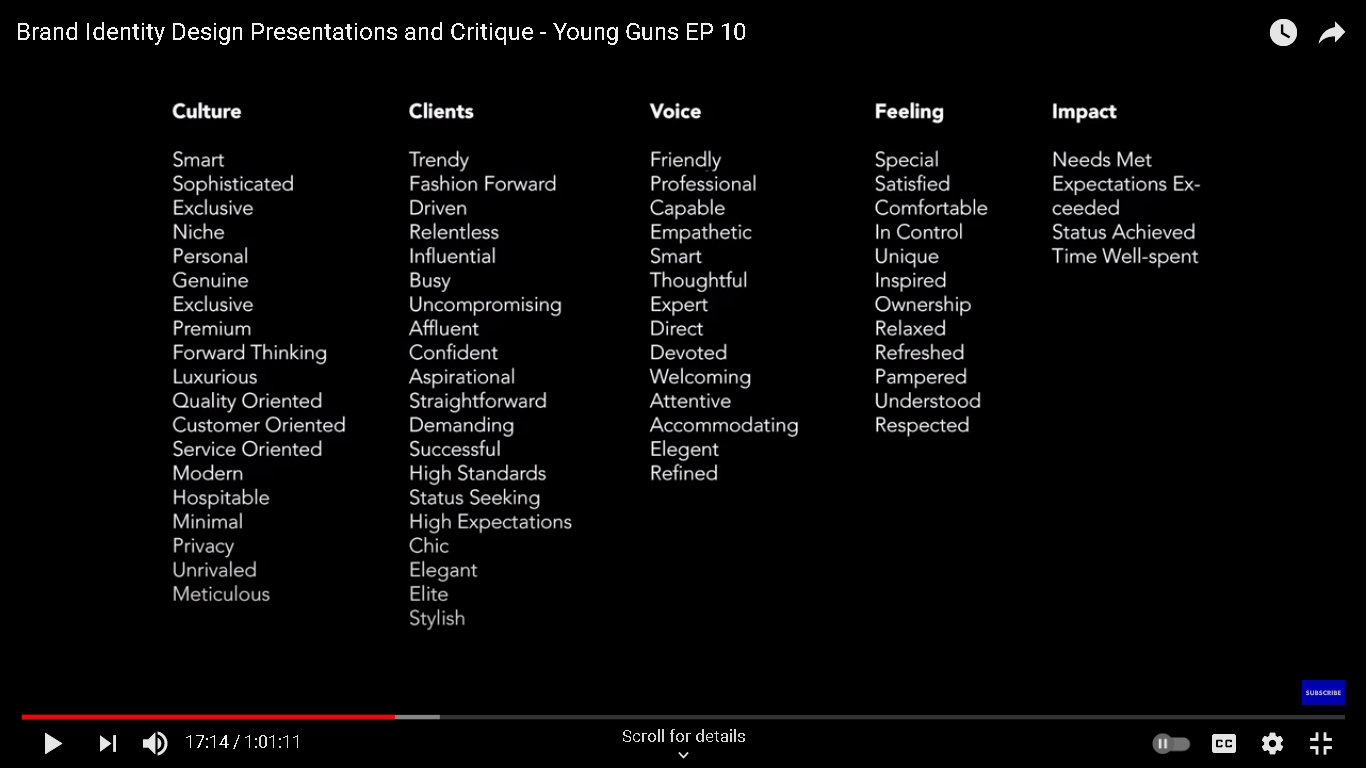 Brand Identity Design Presentations and Critique - Young Guns EP 10
Culture
Smart
Sophisticated
Exclusive
Niche
Personal
Genuine
Exclusive
Premium
Forward Thinking
Luxurious
Quality Oriented
Customer Oriented
Service Oriented
Modern
Hospitable
Minimal
Privacy
Unrivaled
Meticulous
Clients
Trendy
Fashion Forward
Driven
Relentless
Influential
Busy
Uncompromising
Affluent
Confident
Aspirational
Straightforward
Demanding
Successful
High Standards
Status Seeking
High Expectations
Chic
Elegant
Elite
Stylish
Voice
Friendly
Professional
Capable
Empathetic
Smart
Thoughtful
Expert
Direct
Devoted
Welcoming
Attentive
Accommodating
Elegent
Refined
Feeling
Special
Satisfied
Comfortable
In Control
Unique
Inspired
Ownership
Relaxed
Refreshed
Pampered
Understood
Respected
Impact
Needs Met
Expectations Ex-
ceeded
Status Achieved
Time Well-spent
SUBSCRIBE
17:14 / 1:01:11
Scroll for details
CC